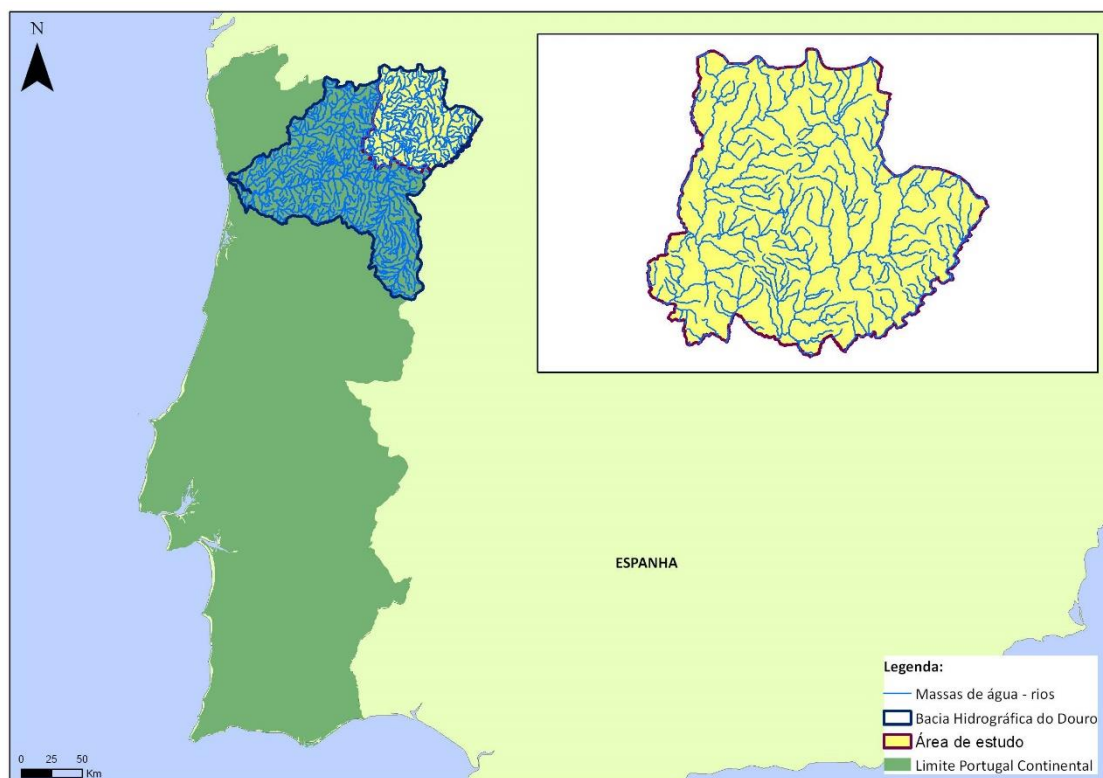 N
ESPANHA
Legenda:
Massas de água - rios
Bacia Hidrográfica do Douro
Área de estudo
Limite Portugal Continental
0 25 50
Km